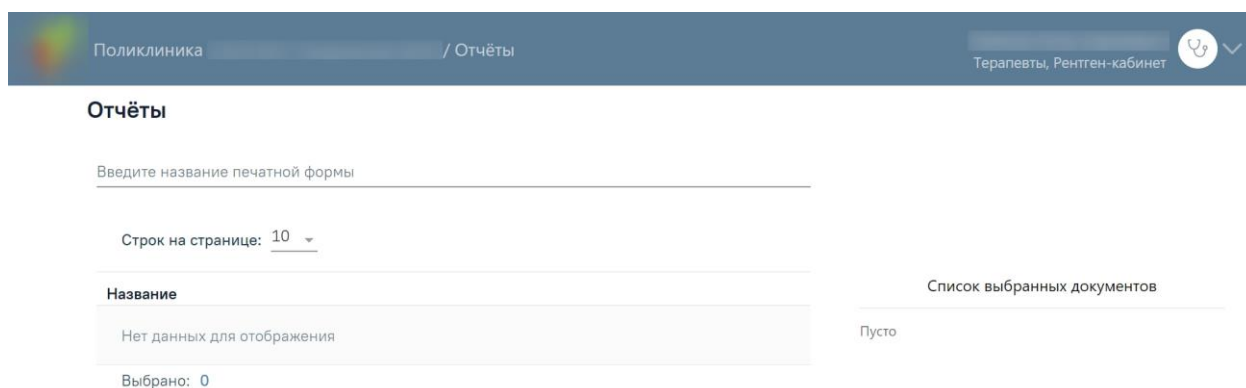 Поликлиника / Отчёты
Терапевты, Рентген-кабинет
Отчёты
Введите название печатной формы
Строк на странице: 10
Название
Нет данных для отображения
Выбрано: 0
Список выбранных документов
Пусто